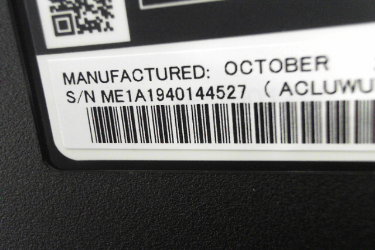 MANUFACTURED: OCTOBER
S/N ME1A1940144527 ( ACLUWU